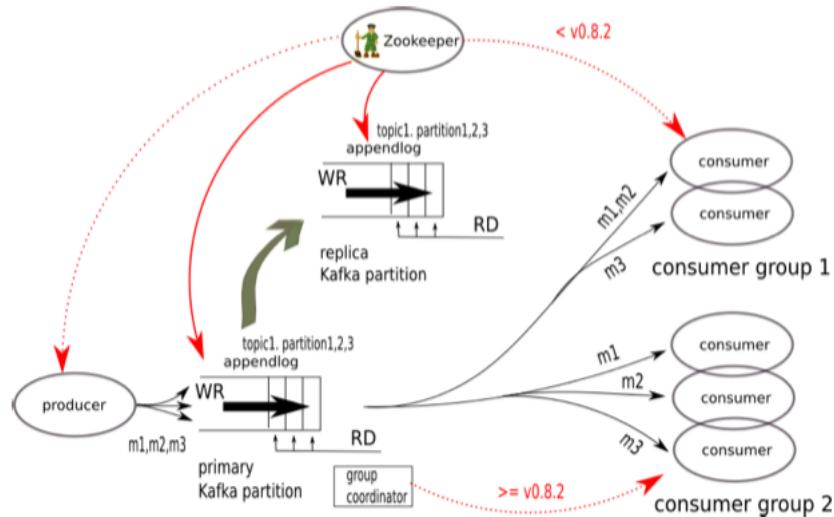 Zookeeper
< v0.8.2
topic1. partition1,2,3
appendlog
WR
RD
replica
Kafka partition
consumer
consumer
m1,m2
m3
consumer group 1
topic1. partition1,2,3
appendlog
producer
WR
m1,m2,m3
RD
primary
Kafka partition
group
coordinator
>= v0.8.2
m1
m2
m3
consumer
consumer
consumer
consumer group 2